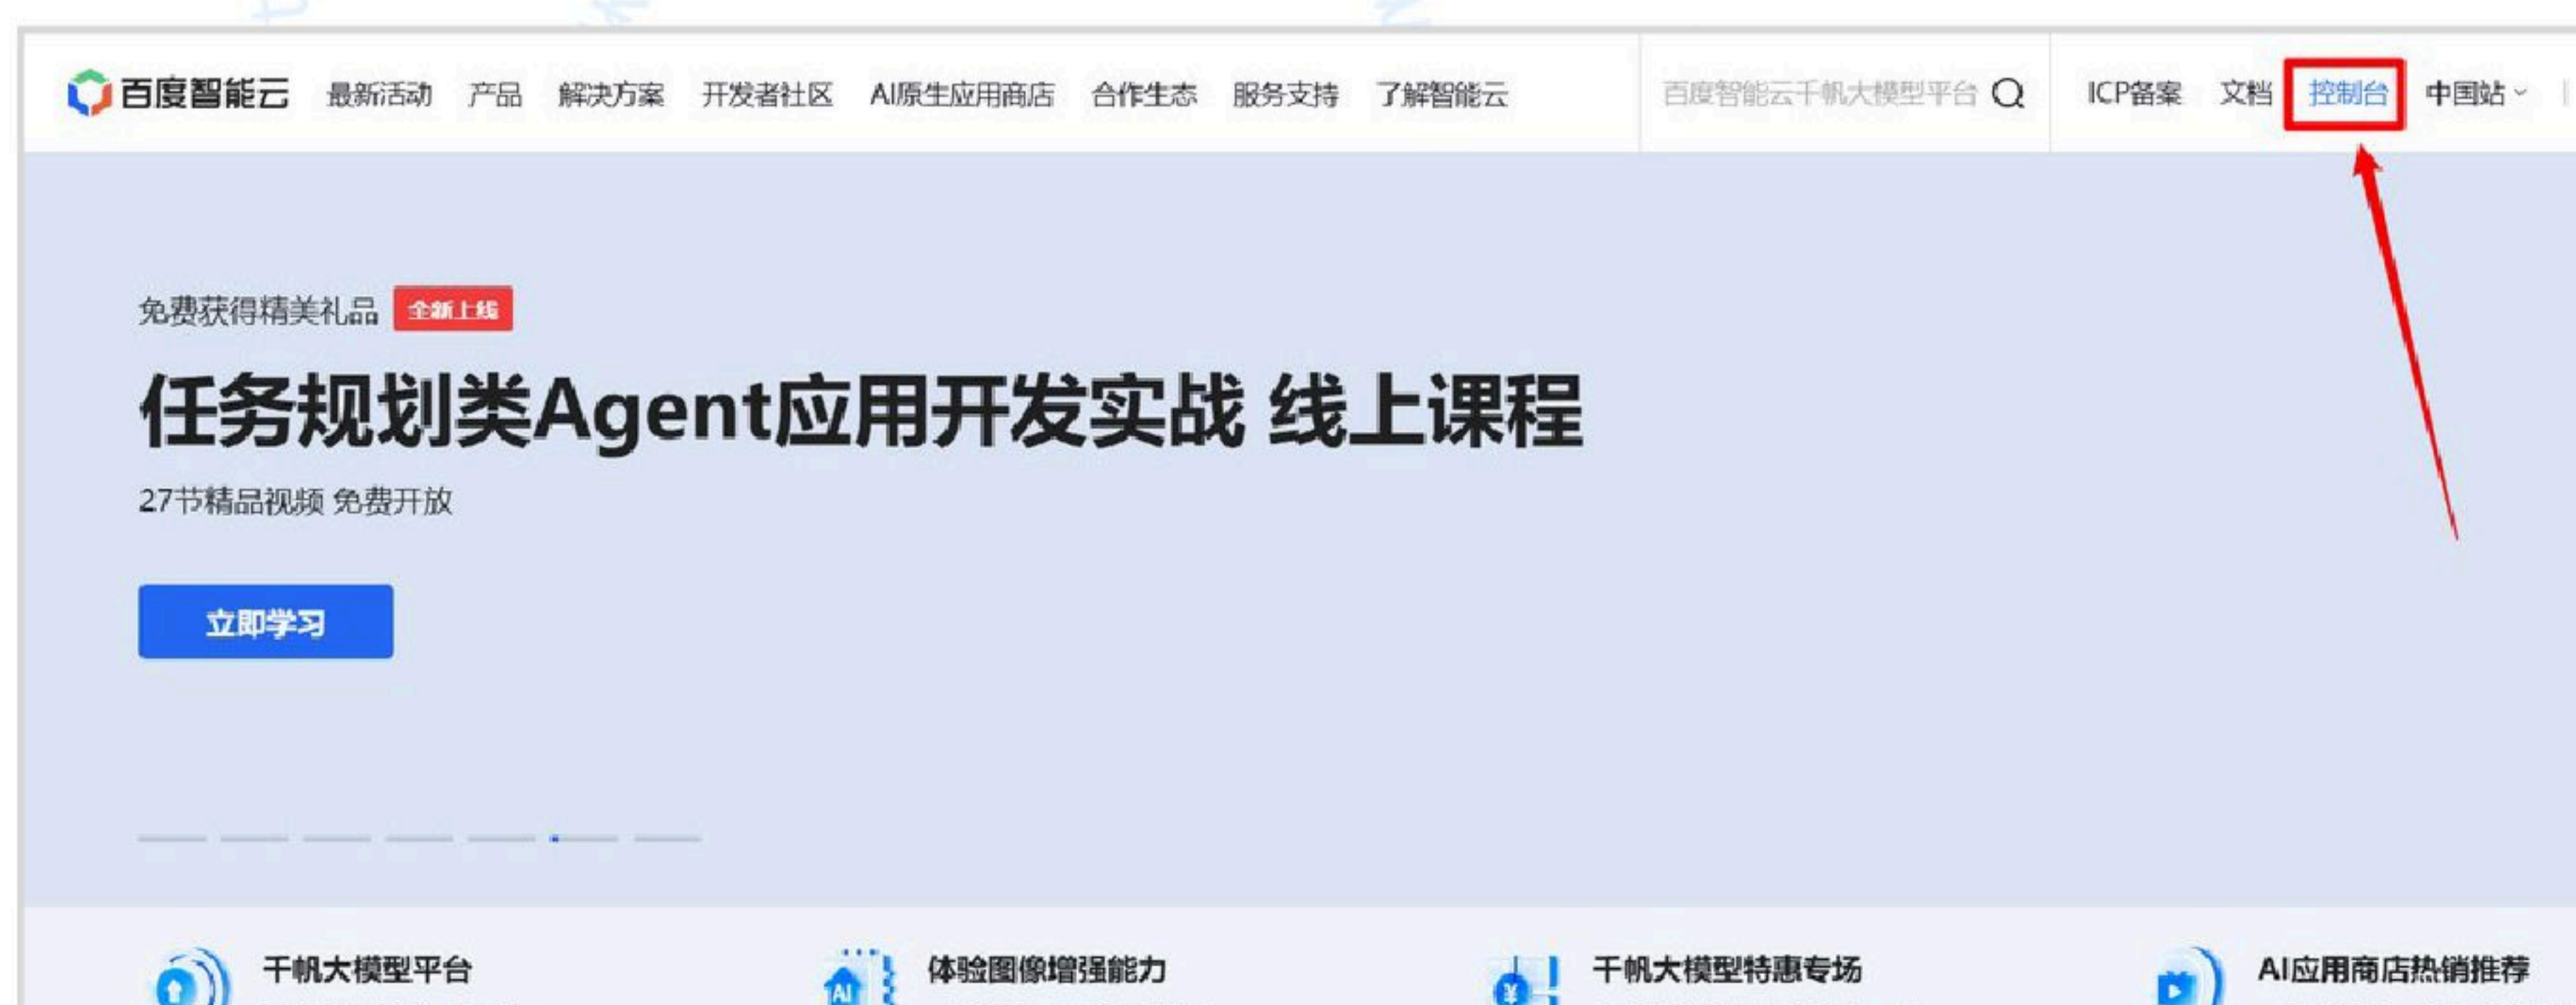 百度智能云 最新活动 产品 解决方案 开发者社区 AI原生应用商店 合作生态 服务支持 了解智能云 百度智能云千帆大模型平台 ICP备案 文档 控制台 中国站
免费获得精美礼品 全新上线
任务规划类Agent应用开发实战 线上课程
27节精品视频 免费开放
立即学习
千帆大模型平台 体验图像增强能力 千帆大模型特惠专场 AI应用商店热销推荐
AI ¥